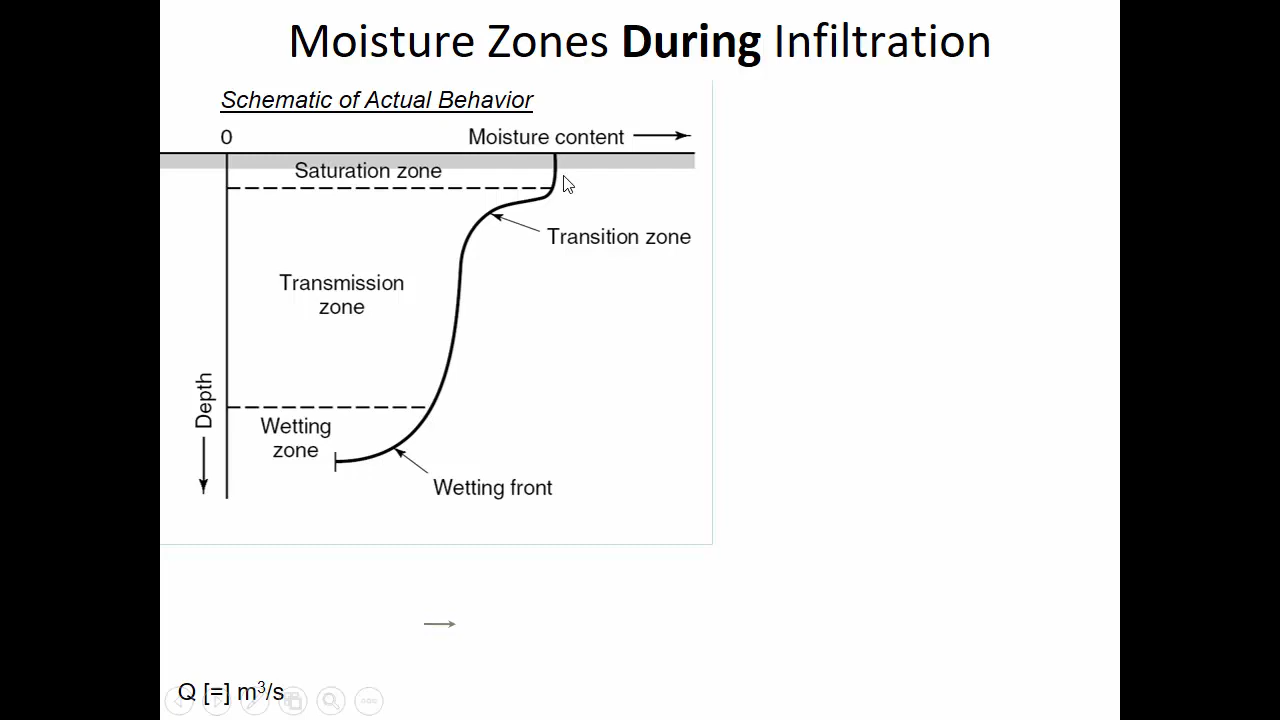 Moisture Zones During Infiltration
Schematic of Actual Behavior
0
Moisture content
Saturation zone
Transition zone
Transmission
zone
Depth
Wetting
zone
Wetting front
Q [=] m³/s